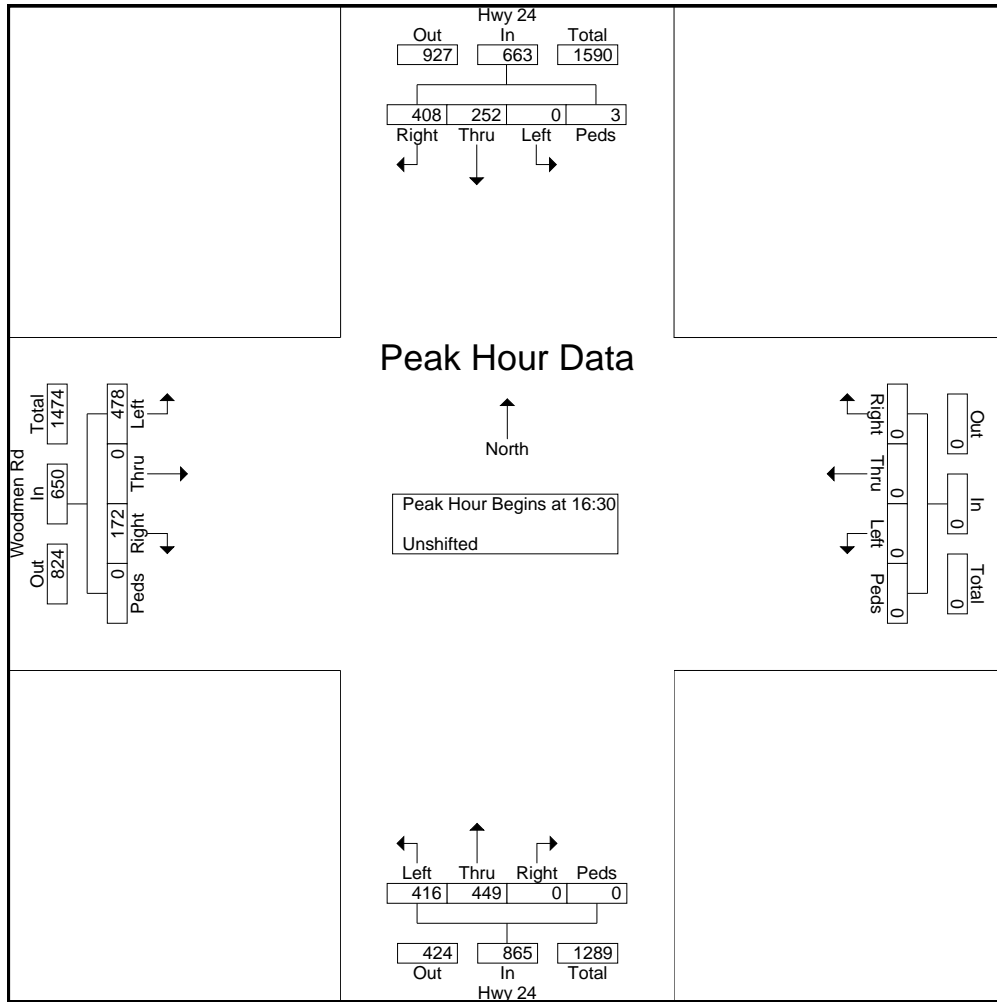 Hwy 24
Out In Total
927 663 1590
408 252 0 3
Right Thru Left Peds
Peak Hour Data
North
Peak Hour Begins at 16:30
Unshifted
Woodmen Rd
Total In Out
1474 650 824
478 0 172 0
Left Thru Right Peds
Out In Total
0 0 0
0 0 0 0
Right Thru Left Peds
Left Thru Right Peds
416 449 0 0
424 865 1289
Out In Total
Hwy 24